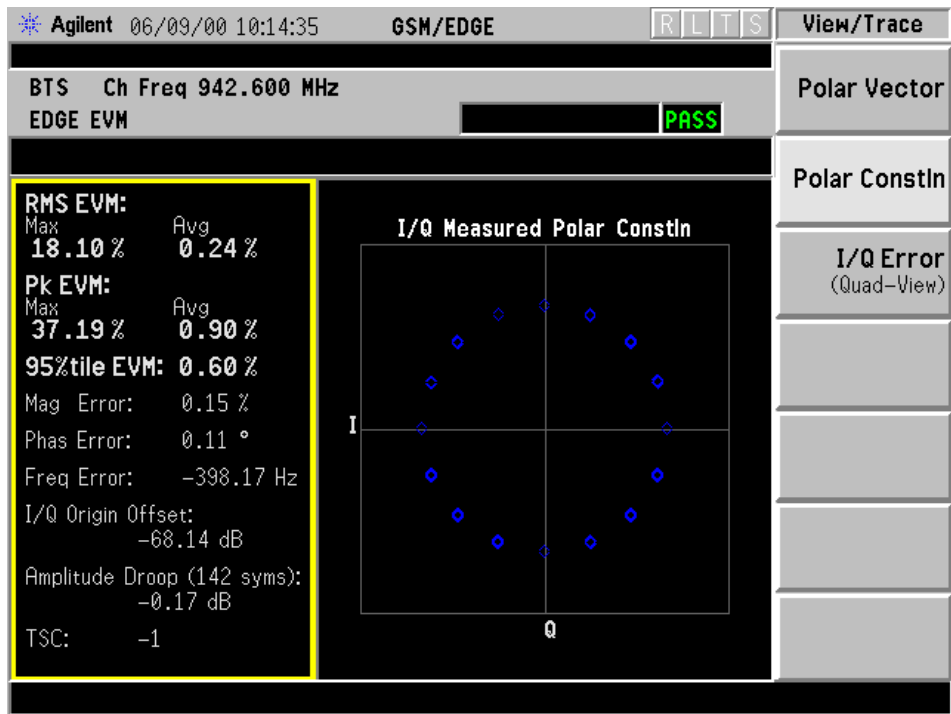 Agilent 06/09/00 10:14:35 GSM/EDGE R L T S View/Trace
BTS Ch Freq 942.600 MHz
EDGE EVM PASS
Polar Vector
Polar Constln
I/Q Error
(Quad-View)
RMS EVM:
Max Avg
18.10 % 0.24 %
Pk EVM:
Max Avg
37.19 % 0.90 %
95%tile EVM: 0.60 %
Mag Error: 0.15 %
Phas Error: 0.11 °
Freq Error: -398.17 Hz
I/Q Origin Offset:
-68.14 dB
Amplitude Droop (142 syms):
-0.17 dB
TSC: -1
I/Q Measured Polar Constln
I
Q